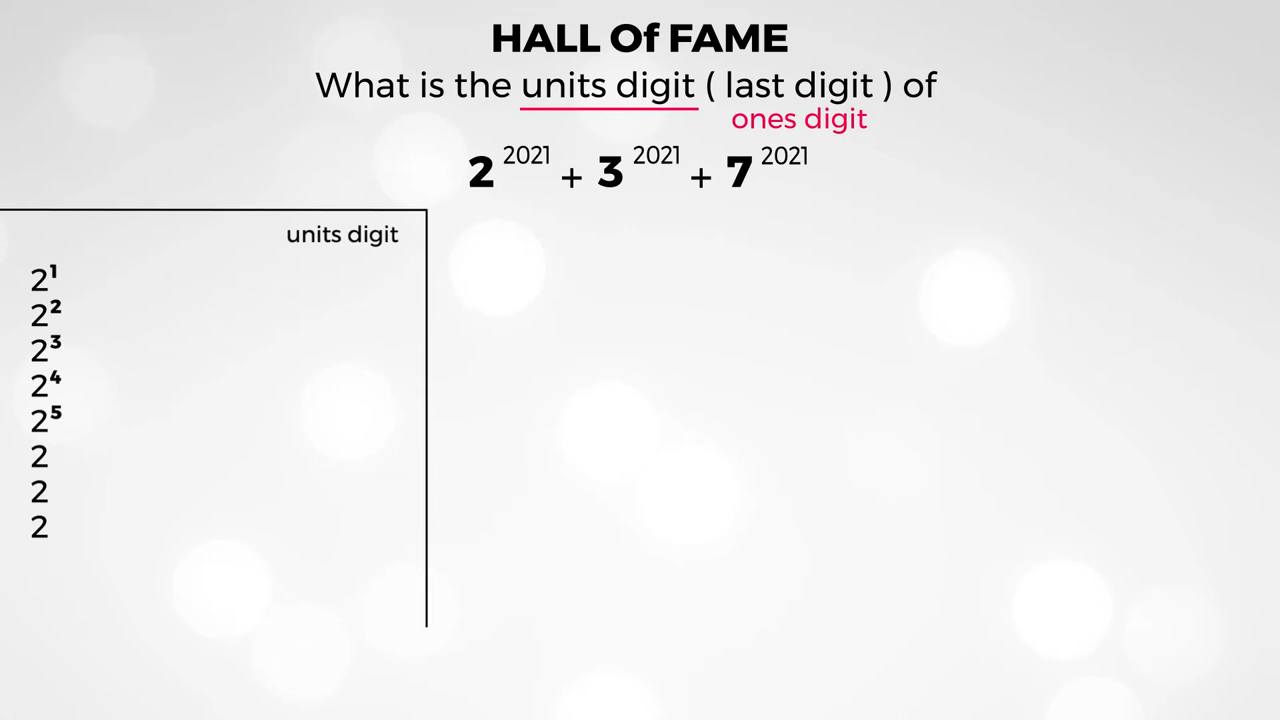 HALL Of FAME
What is the units digit ( last digit ) of
ones digit
2 2021 + 3 2021 + 7 2021
units digit
2¹
2²
2³
2⁴
2⁵
2
2
2